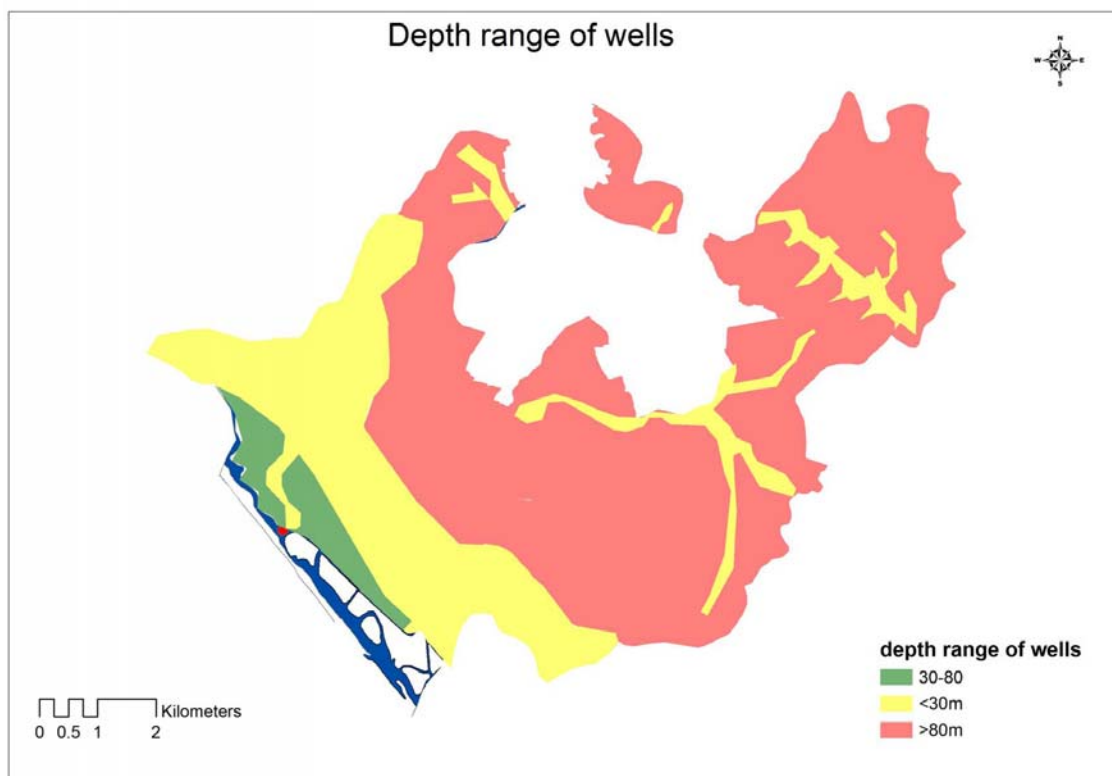 Depth range of wells
N
W E
S
depth range of wells
30-80
<30m
>80m
Kilometers
0 0.5 1 2